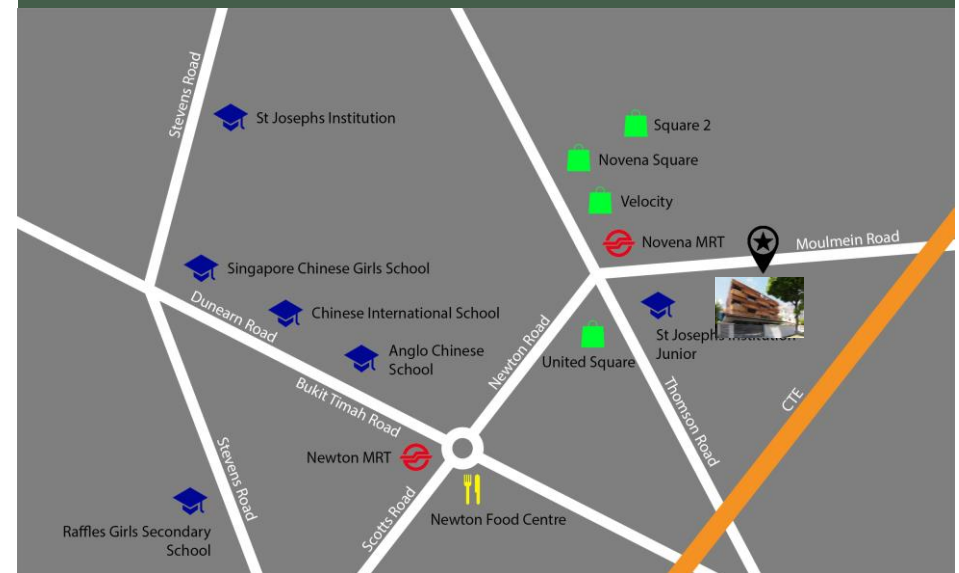 Stevens Road
St Josephs Institution
Square 2
Novena Square
Velocity
Novena MRT
Moulmein Road
Singapore Chinese Girls School
Dunearn Road
Chinese International School
Anglo Chinese
School
Newton Road
United Square
St Josephs Institution
Junior
Bukit Timah Road
Thomson Road
CTE
Newton MRT
Stevens Road
Scotts Road
Newton Food Centre
Raffles Girls Secondary
School